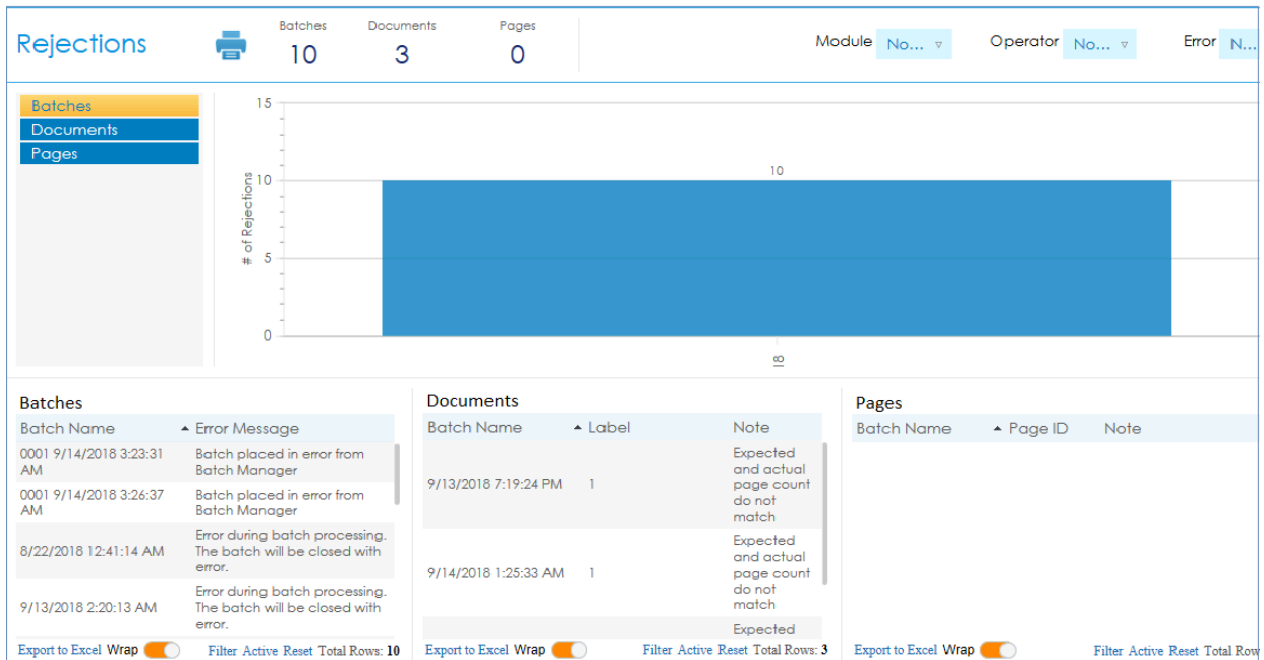 Rejections
Batches Documents Pages
10 3 0
Module No... Operator No... Error N...
Batches
Documents
Pages
15
10
5
0
# of Rejections
10
18
Batches
Batch Name Error Message
0001 9/14/2018 3:23:31
AM
Batch placed in error from
Batch Manager
0001 9/14/2018 3:26:37
AM
Batch placed in error from
Batch Manager
8/22/2018 12:41:14 AM
Error during batch processing.
The batch will be closed with
error.
9/13/2018 2:20:13 AM
Error during batch processing.
The batch will be closed with
error.
Export to Excel Wrap Filter Active Reset Total Rows: 10
Documents
Batch Name Label Note
9/13/2018 7:19:24 PM 1
Expected
and actual
page count
do not
match
9/14/2018 1:25:33 AM 1
Expected
and actual
page count
do not
match
Expected
Export to Excel Wrap Filter Active Reset Total Rows: 3
Pages
Batch Name Page ID Note
Export to Excel Wrap Filter Active Reset Total Row